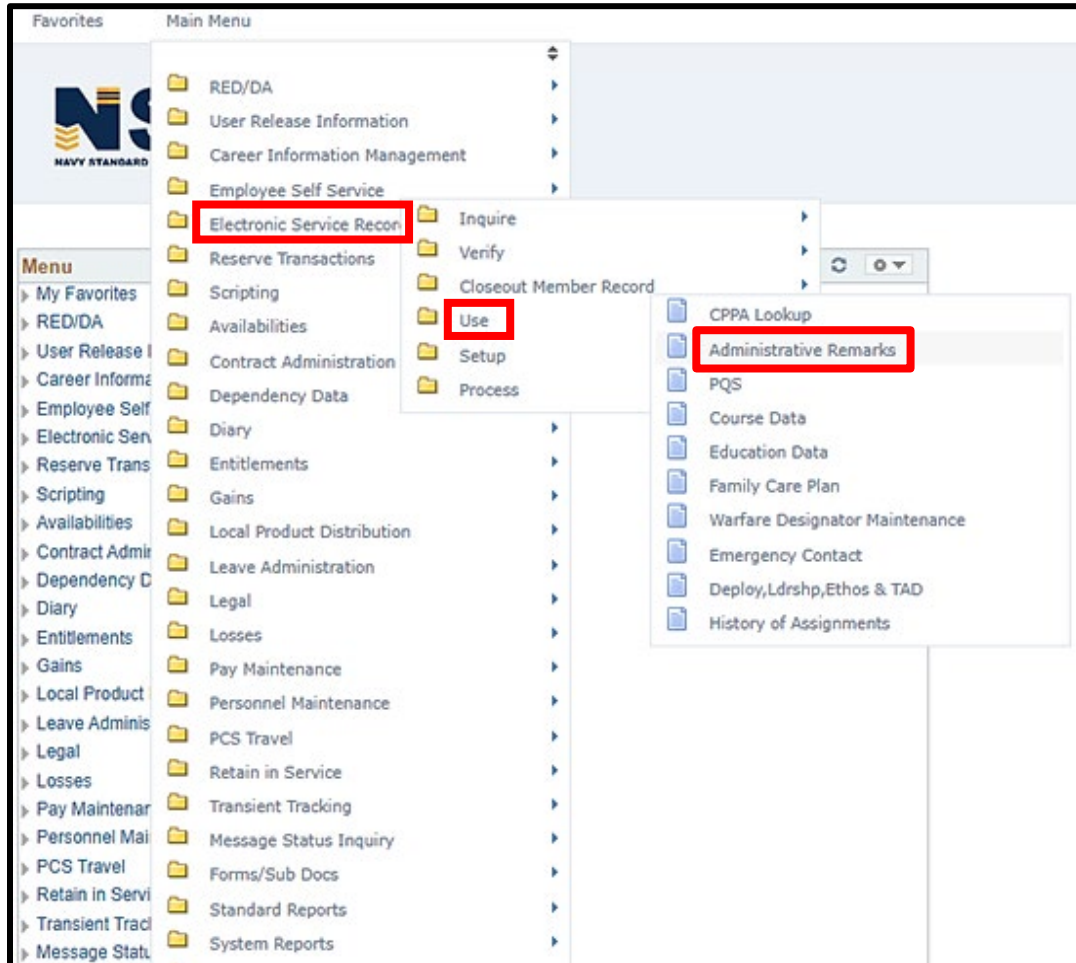 Favorites Main Menu
NS
NAVY STANDARD
RED/DA
User Release Information
Career Information Management
Employee Self Service
Electronic Service Recor
Reserve Transactions
Scripting
Availabilities
Contract Administration
Dependency Data
Diary
Entitlements
Gains
Local Product Distribution
Leave Administration
Legal
Losses
Pay Maintenance
Personnel Maintenance
PCS Travel
Retain in Service
Transient Tracking
Message Status Inquiry
Forms/Sub Docs
Standard Reports
System Reports
Inquire
Verify
Closeout Member Record
Use
Setup
Process
CPPA Lookup
Administrative Remarks
PQS
Course Data
Education Data
Family Care Plan
Warfare Designator Maintenance
Emergency Contact
Deploy,Ldrshp,Ethos & TAD
History of Assignments
Menu
My Favorites
RED/DA
User Release I
Career Informa
Employee Self
Electronic Serv
Reserve Trans
Scripting
Availabilities
Contract Admin
Dependency D
Diary
Entitlements
Gains
Local Product
Leave Adminis
Legal
Losses
Pay Maintenan
Personnel Mai
PCS Travel
Retain in Servi
Transient Track
Message Statu